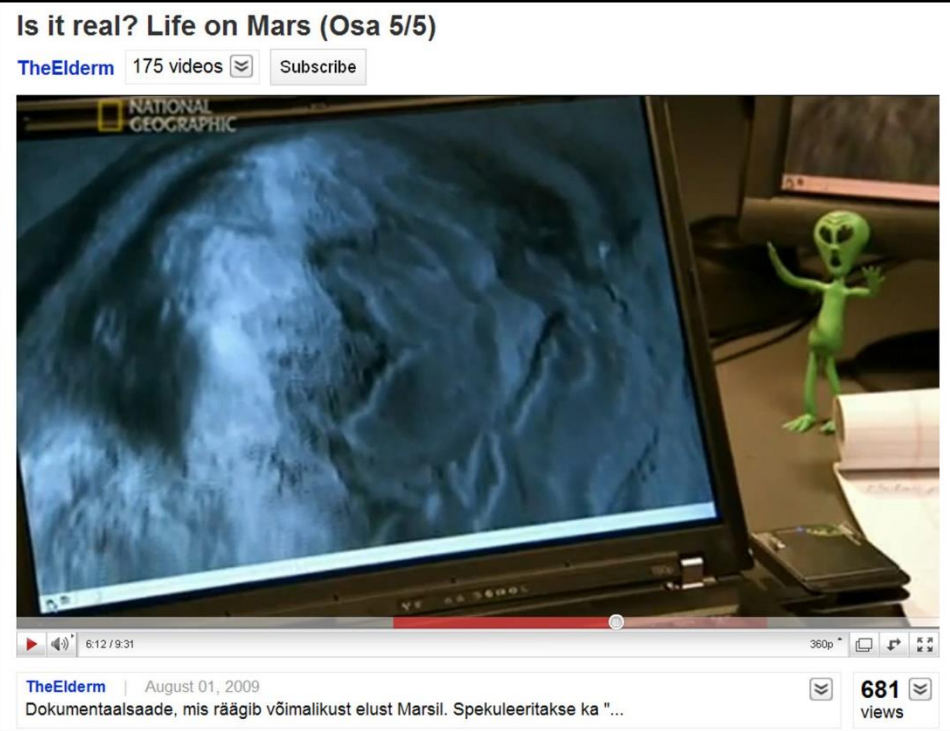 Is it real? Life on Mars (Osa 5/5)
TheElderm 175 videos Subscribe
NATIONAL
GEOGRAPHIC
6:12 / 9:31 360p
TheElderm | August 01, 2009
Dokumentaalsaade, mis räägib võimalikust elust Marsil. Spekuleeritakse ka "...
681
views